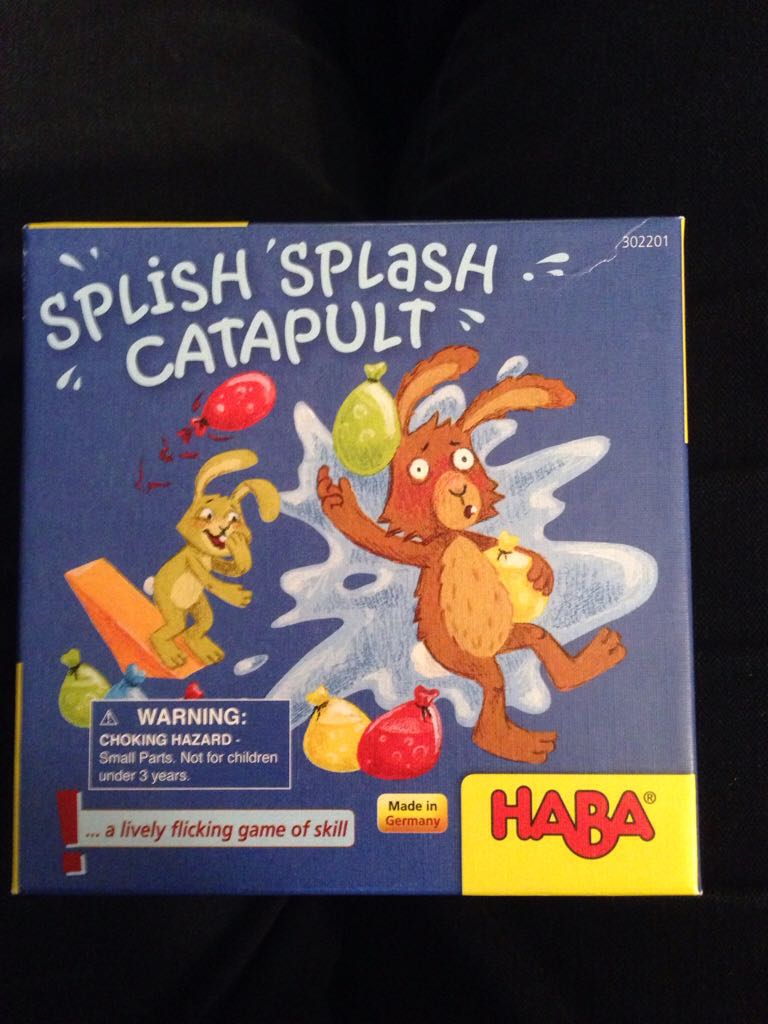 302201
SPLiSH SPLaSH
CATAPULT
⚠ WARNING:
CHOKING HAZARD -
Small Parts. Not for children
under 3 years.
... a lively flicking game of skill
Made in
Germany
HABA®